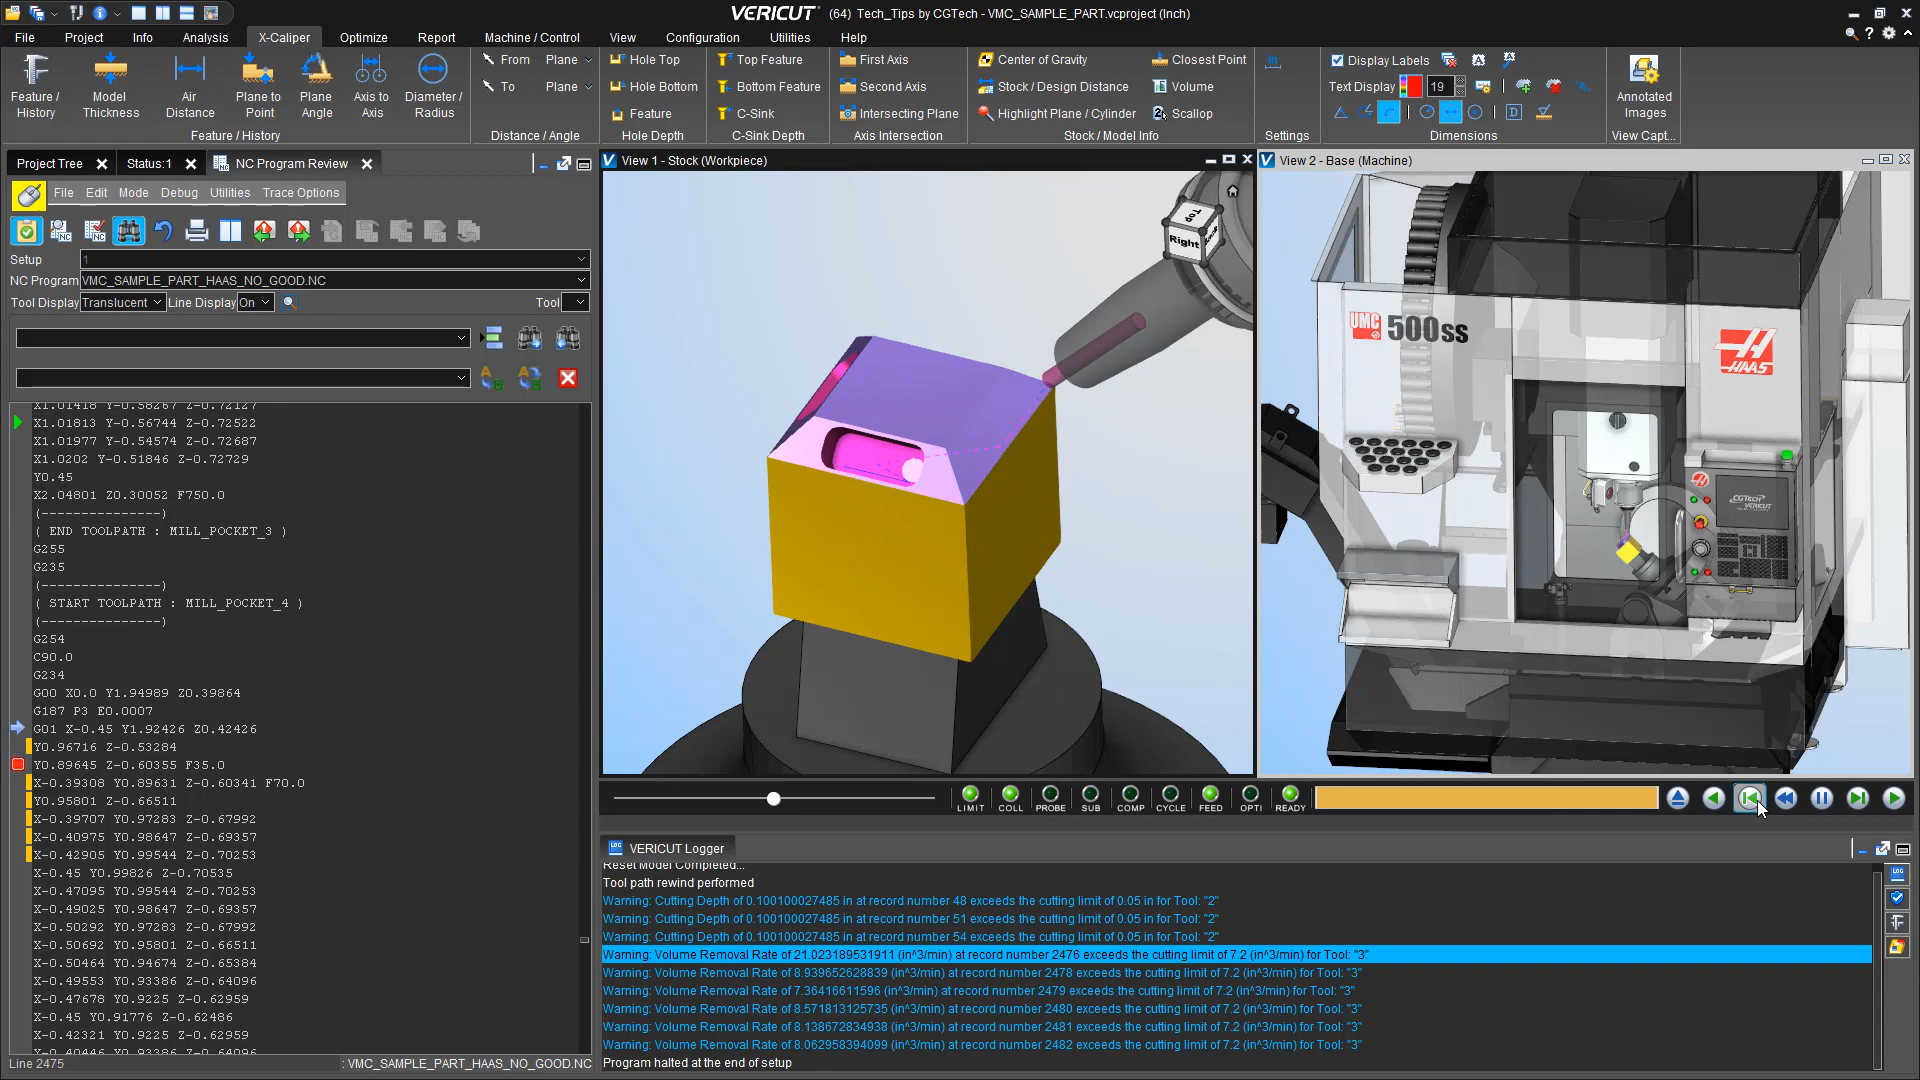 VERICUT (64) Tech_Tips by CGTech - VMC_SAMPLE_PART.vcproject (Inch)
File Project Info Analysis X-Caliper Optimize Report Machine / Control View Configuration Utilities Help
Feature / History
Model Thickness
Air Distance
Plane to Point
Plane Angle
Axis to Axis
Diameter / Radius
Feature / History
From Plane
To Plane
Distance / Angle
Hole Top
Hole Bottom
Feature
Hole Depth
Top Feature
Bottom Feature
C-Sink
C-Sink Depth
First Axis
Second Axis
Intersecting Plane
Axis Intersection
Center of Gravity
Stock / Design Distance
Highlight Plane / Cylinder
Closest Point
Volume
Scallop
Stock / Model Info
in
Settings
Display Labels
Text Display 19
Dimensions
Annotated Images
View Capt...
Project Tree Status:1 NC Program Review
File Edit Mode Debug Utilities Trace Options
Setup 1
NC Program VMC_SAMPLE_PART_HAAS_NO_GOOD.NC
Tool Display Translucent Line Display On Tool
X1.01418 Y-0.58267 Z-0.72127
X1.01813 Y-0.56744 Z-0.72522
X1.01977 Y-0.54574 Z-0.72687
X1.0202 Y-0.51846 Z-0.72729
Y0.45
X2.04801 Z0.30052 F750.0
(---------------)
( END TOOLPATH : MILL_POCKET_3 )
G255
G235
(---------------)
( START TOOLPATH : MILL_POCKET_4 )
(---------------)
G254
C90.0
G234
G00 X0.0 Y1.94989 Z0.39864
G187 P3 E0.0007
G01 X-0.45 Y1.92426 Z0.42426
Y0.96716 Z-0.53284
Y0.89645 Z-0.60355 F35.0
X-0.39308 Y0.89631 Z-0.60341 F70.0
Y0.95801 Z-0.66511
X-0.39707 Y0.97283 Z-0.67992
X-0.40975 Y0.98647 Z-0.69357
X-0.42905 Y0.99544 Z-0.70253
X-0.45 Y0.99826 Z-0.70535
X-0.47095 Y0.99544 Z-0.70253
X-0.49025 Y0.98647 Z-0.69357
X-0.50292 Y0.97283 Z-0.67992
X-0.50692 Y0.95801 Z-0.66511
X-0.50464 Y0.94674 Z-0.65384
X-0.49553 Y0.93386 Z-0.64096
X-0.47678 Y0.9225 Z-0.62959
X-0.45 Y0.91776 Z-0.62486
X-0.42321 Y0.9225 Z-0.62959
X-0.40446 Y0.93386 Z-0.64096
Line 2475 : VMC_SAMPLE_PART_HAAS_NO_GOOD.NC
View 1 - Stock (Workpiece)
Top
Right
View 2 - Base (Machine)
UMC 500SS
HAAS
CGTECH
VERICUT
LIMIT COLL PROBE SUB COMP CYCLE FEED OPTI READY
VERICUT Logger
Reset Model Completed...
Tool path rewind performed
Warning: Cutting Depth of 0.100100027485 in at record number 48 exceeds the cutting limit of 0.05 in for Tool: "2"
Warning: Cutting Depth of 0.100100027485 in at record number 51 exceeds the cutting limit of 0.05 in for Tool: "2"
Warning: Cutting Depth of 0.100100027485 in at record number 54 exceeds the cutting limit of 0.05 in for Tool: "2"
Warning: Volume Removal Rate of 21.023189531911 (in^3/min) at record number 2476 exceeds the cutting limit of 7.2 (in^3/min) for Tool: "3"
Warning: Volume Removal Rate of 8.939652628839 (in^3/min) at record number 2478 exceeds the cutting limit of 7.2 (in^3/min) for Tool: "3"
Warning: Volume Removal Rate of 7.36416611596 (in^3/min) at record number 2479 exceeds the cutting limit of 7.2 (in^3/min) for Tool: "3"
Warning: Volume Removal Rate of 8.571813125735 (in^3/min) at record number 2480 exceeds the cutting limit of 7.2 (in^3/min) for Tool: "3"
Warning: Volume Removal Rate of 8.138672834938 (in^3/min) at record number 2481 exceeds the cutting limit of 7.2 (in^3/min) for Tool: "3"
Warning: Volume Removal Rate of 8.062958394099 (in^3/min) at record number 2482 exceeds the cutting limit of 7.2 (in^3/min) for Tool: "3"
Program halted at the end of setup